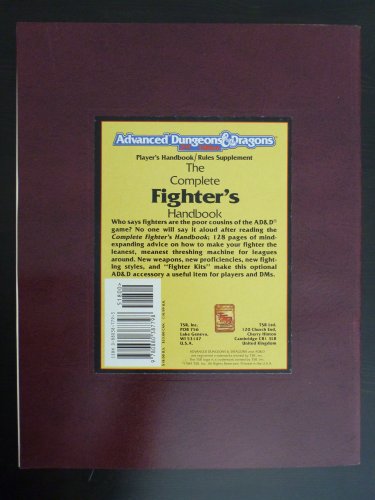 Advanced Dungeons & Dragons
Player's Handbook/Rules Supplement
The
Complete
Fighter's
Handbook
Who says fighters are the poor cousins of the AD&D®
game? No one will say it aloud after reading the
Complete Fighter's Handbook; 128 pages of mind-
expanding advice on how to make your fighter the
leanest, meanest threshing machine for leagues
around. New weapons, new proficiencies, new fight-
ing styles, and "Fighter Kits" make this optional
AD&D accessory a useful item for players and DMs.
TSR, Inc.
POB 756
Lake Geneva,
WI 53147
U.S.A.
TSR Ltd.
120 Church End,
Cherry Hinton
Cambridge CB1 3LB
United Kingdom
51800